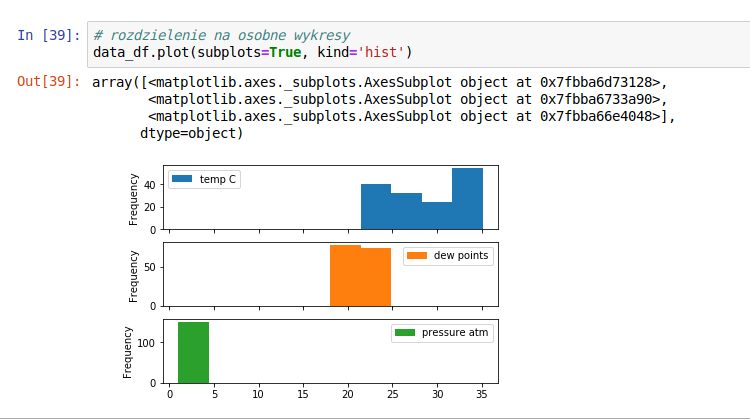 In [39]: # rozdzielenie na osobne wykresy
data_df.plot(subplots=True, kind='hist')
Out[39]: array([<matplotlib.axes._subplots.AxesSubplot object at 0x7fbba6d73128>,
<matplotlib.axes._subplots.AxesSubplot object at 0x7fbba6733a90>,
<matplotlib.axes._subplots.AxesSubplot object at 0x7fbba66e4048>],
dtype=object)
Frequency
40
20
0
temp C
Frequency
50
0
dew points
Frequency
100
0
pressure atm
0 5 10 15 20 25 30 35